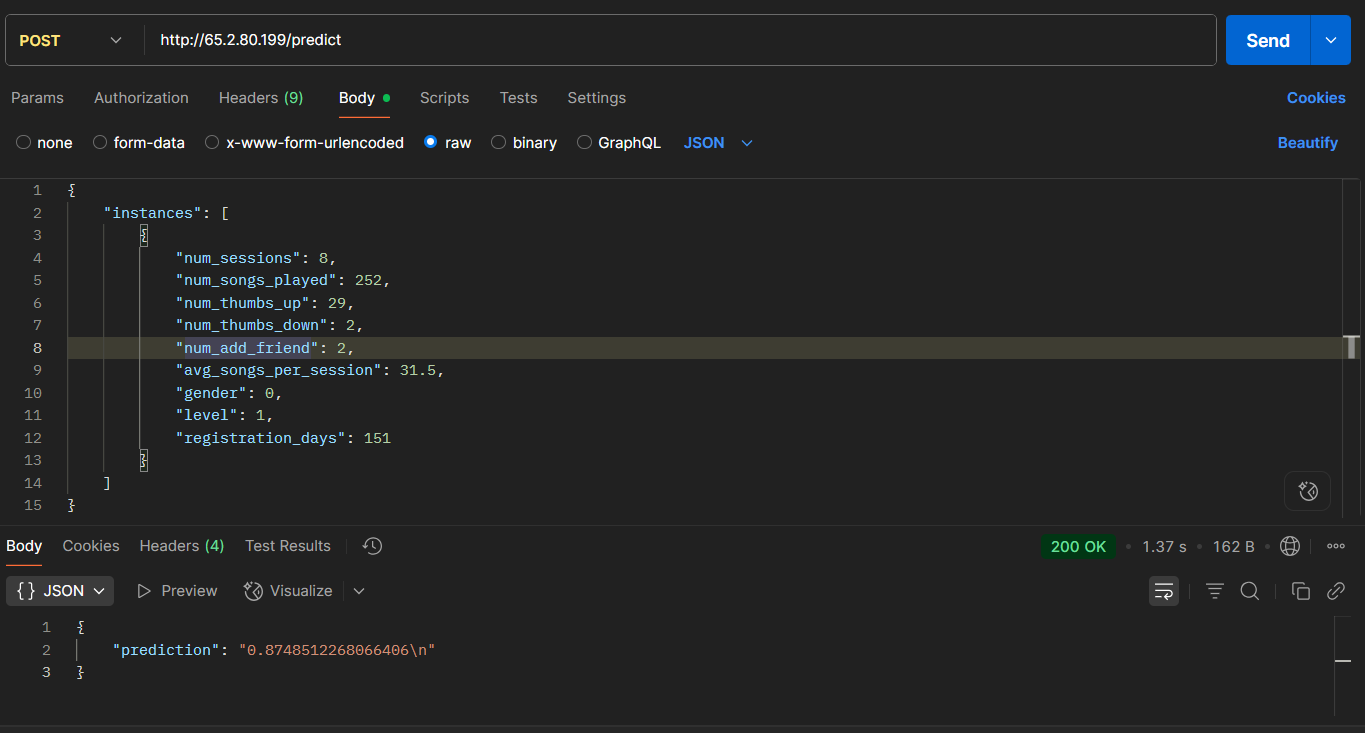 POST http://65.2.80.199/predict Send
Params Authorization Headers (9) Body Scripts Tests Settings Cookies
none form-data x-www-form-urlencoded raw binary GraphQL JSON Beautify
1 {
2 "instances": [
3 {
4 "num_sessions": 8,
5 "num_songs_played": 252,
6 "num_thumbs_up": 29,
7 "num_thumbs_down": 2,
8 "num_add_friend": 2,
9 "avg_songs_per_session": 31.5,
10 "gender": 0,
11 "level": 1,
12 "registration_days": 151
13 }
14 ]
15 }
Body Cookies Headers (4) Test Results 200 OK 1.37 s 162 B
{} JSON Preview Visualize
1 {
2 "prediction": "0.8748512268066406\n"
3 }